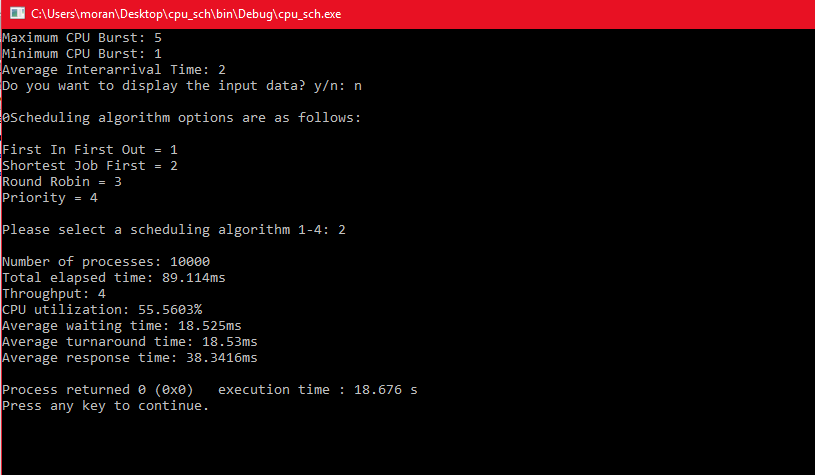 C:\Users\moran\Desktop\cpu_sch\bin\Debug\cpu_sch.exe
Maximum CPU Burst: 5
Minimum CPU Burst: 1
Average Interarrival Time: 2
Do you want to display the input data? y/n: n
0Scheduling algorithm options are as follows:
First In First Out = 1
Shortest Job First = 2
Round Robin = 3
Priority = 4
Please select a scheduling algorithm 1-4: 2
Number of processes: 10000
Total elapsed time: 89.114ms
Throughput: 4
CPU utilization: 55.5603%
Average waiting time: 18.525ms
Average turnaround time: 18.53ms
Average response time: 38.3416ms
Process returned 0 (0x0)   execution time : 18.676 s
Press any key to continue.